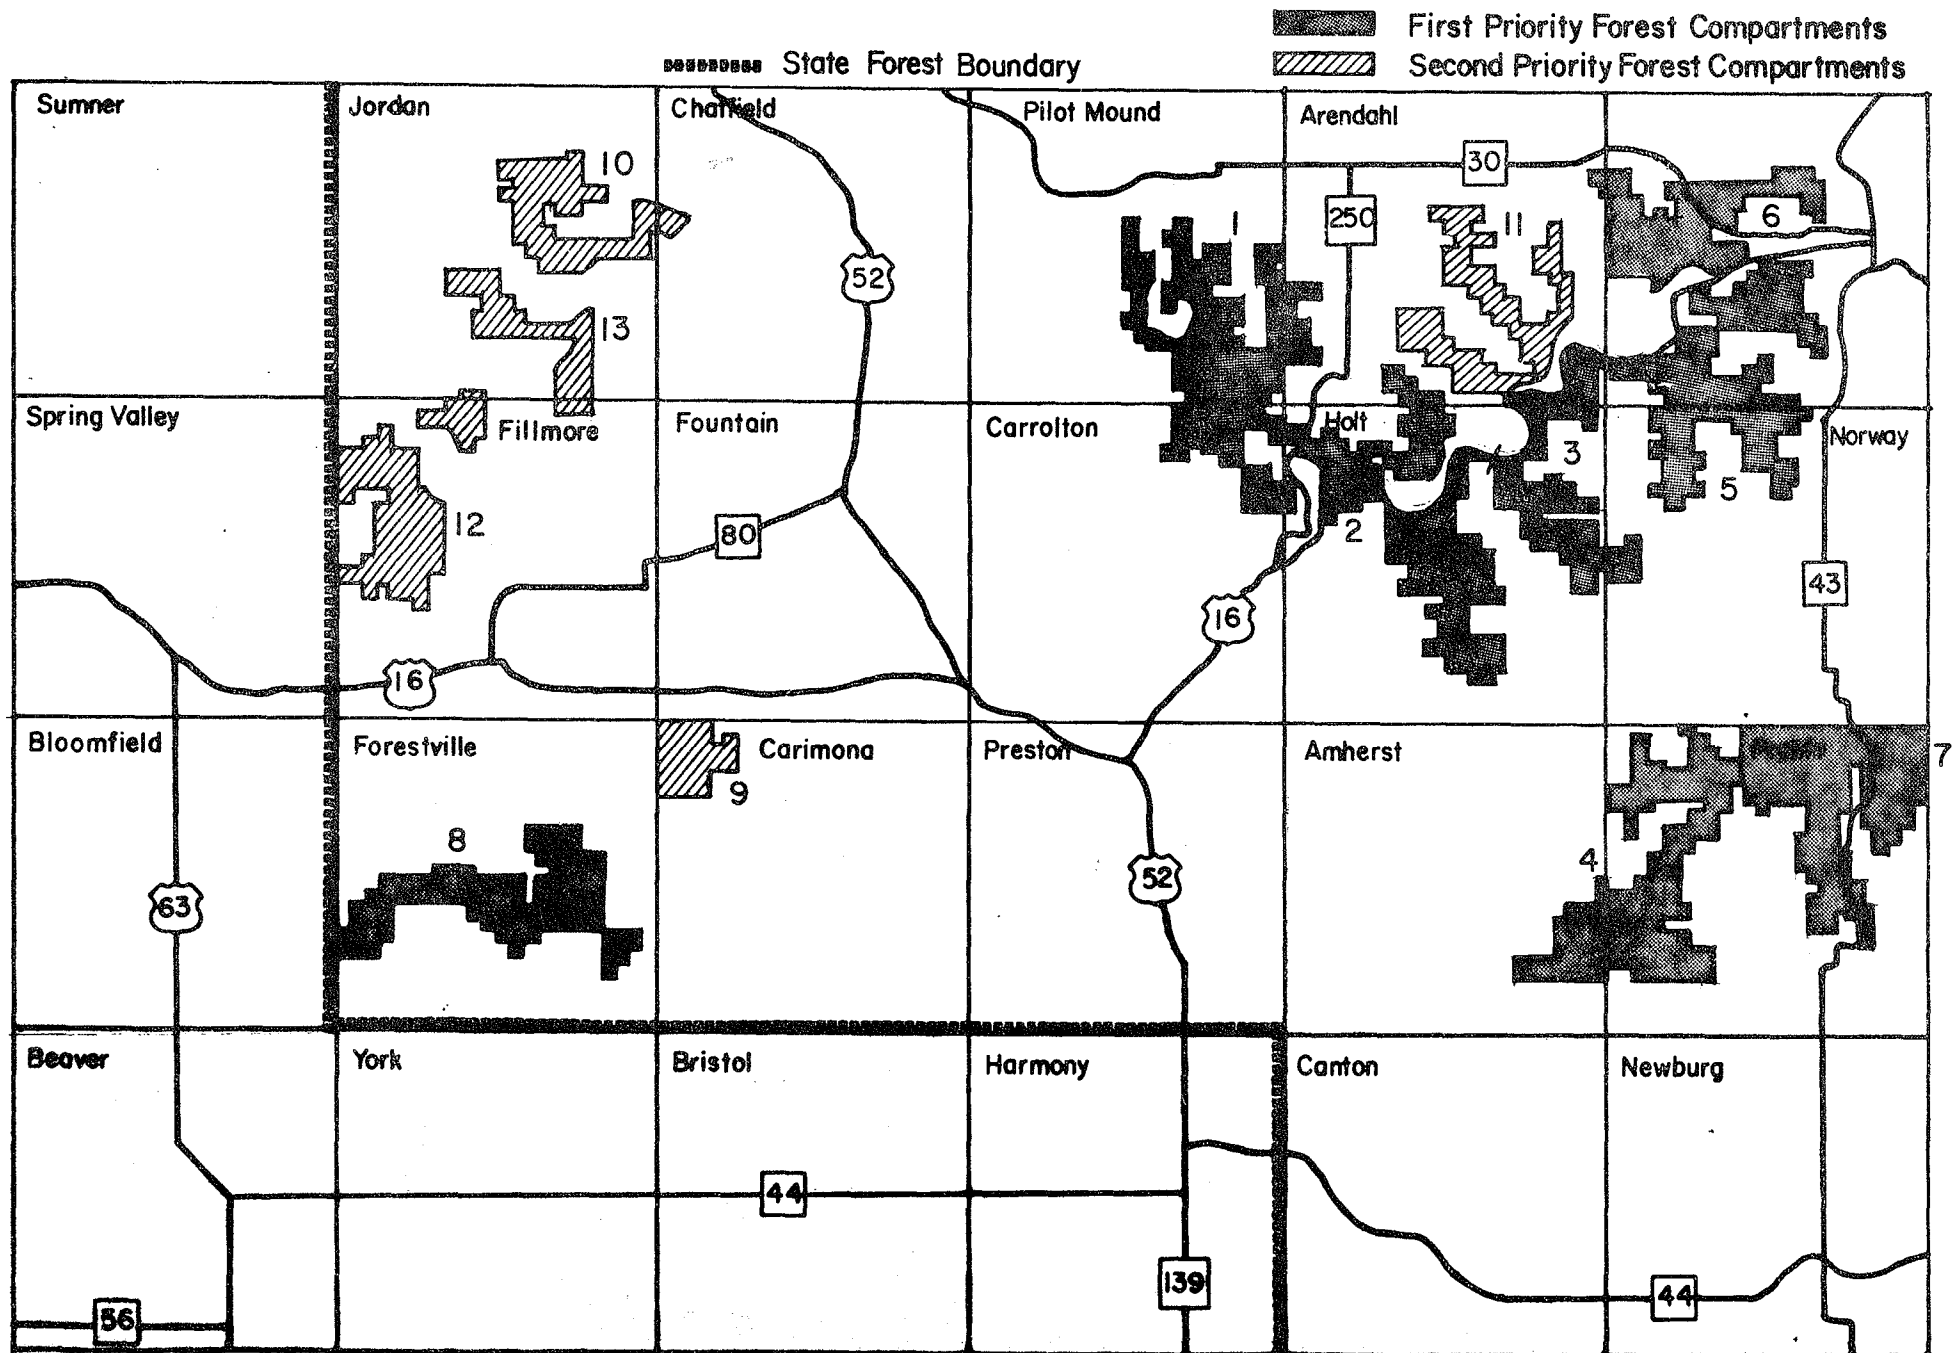 First Priority Forest Compartments
State Forest Boundary
Second Priority Forest Compartments
Sumner
Jordan
Chatfield
Pilot Mound
Arendahl
10
30
1
250
11
6
52
13
Spring Valley
Fillmore
Fountain
Carrolton
Holt
3
Norway
5
12
80
2
43
16
16
Bloomfield
Forestville
Carimona
Preston
Amherst
7
9
8
4
52
63
Beaver
York
Bristol
Harmony
Canton
Newburg
44
139
44
56